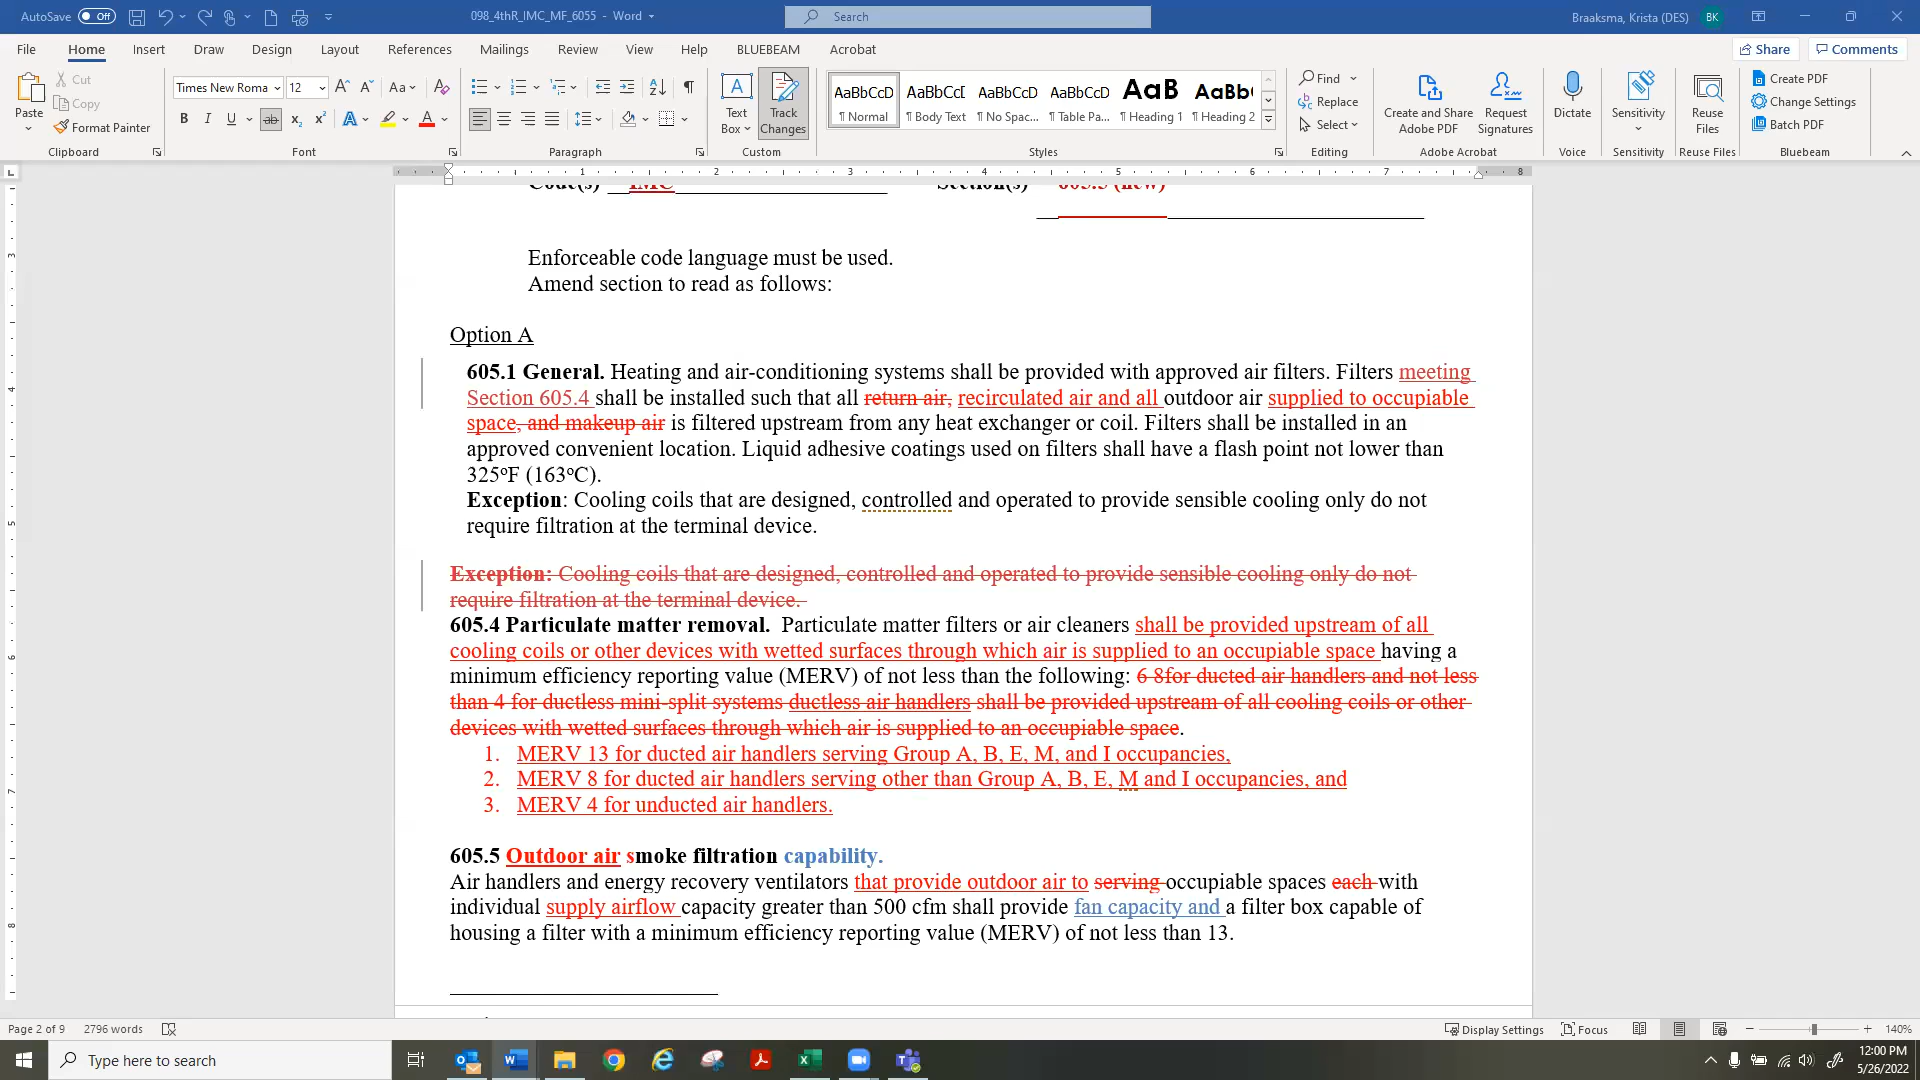 AutoSave Off 098_4thR_IMC_MF_6055 - Word Search Braaksma, Krista (DES) BK
File Home Insert Draw Design Layout References Mailings Review View Help BLUEBEAM Acrobat Share Comments
Paste Cut Copy Format Painter
Times New Roma 12 Aa
B I U ab x₂ x² A A
Text Box Track Changes
AaBbCcD AaBbCcI AaBbCcD AaBbCcD AaB AaBb(
¶ Normal ¶ Body Text ¶ No Spac... ¶ Table Pa... ¶ Heading 1 ¶ Heading 2
Find Replace Select
Create and Share Adobe PDF Request Signatures
Dictate Sensitivity Reuse Files
Create PDF Change Settings Batch PDF
Clipboard Font Paragraph Custom Styles Editing Adobe Acrobat Voice Sensitivity Reuse Files Bluebeam
1 2 3 4 5 6 7 8
Code(s) IMC Section(s) 605.5 (new)
Enforceable code language must be used.
Amend section to read as follows:
Option A
605.1 General. Heating and air-conditioning systems shall be provided with approved air filters. Filters meeting
Section 605.4 shall be installed such that all return air, recirculated air and all outdoor air supplied to occupiable
space, and makeup air is filtered upstream from any heat exchanger or coil. Filters shall be installed in an
approved convenient location. Liquid adhesive coatings used on filters shall have a flash point not lower than
325ºF (163ºC).
Exception: Cooling coils that are designed, controlled and operated to provide sensible cooling only do not
require filtration at the terminal device.
Exception: Cooling coils that are designed, controlled and operated to provide sensible cooling only do not
require filtration at the terminal device.
605.4 Particulate matter removal. Particulate matter filters or air cleaners shall be provided upstream of all
cooling coils or other devices with wetted surfaces through which air is supplied to an occupiable space having a
minimum efficiency reporting value (MERV) of not less than the following: 6 8for ducted air handlers and not less
than 4 for ductless mini-split systems ductless air handlers shall be provided upstream of all cooling coils or other
devices with wetted surfaces through which air is supplied to an occupiable space.
1. MERV 13 for ducted air handlers serving Group A, B, E, M, and I occupancies,
2. MERV 8 for ducted air handlers serving other than Group A, B, E, M and I occupancies, and
3. MERV 4 for unducted air handlers.
605.5 Outdoor air smoke filtration capability.
Air handlers and energy recovery ventilators that provide outdoor air to serving occupiable spaces each with
individual supply airflow capacity greater than 500 cfm shall provide fan capacity and a filter box capable of
housing a filter with a minimum efficiency reporting value (MERV) of not less than 13.
Page 2 of 9 2796 words Display Settings Focus 140%
Type here to search 12:00 PM
5/26/2022